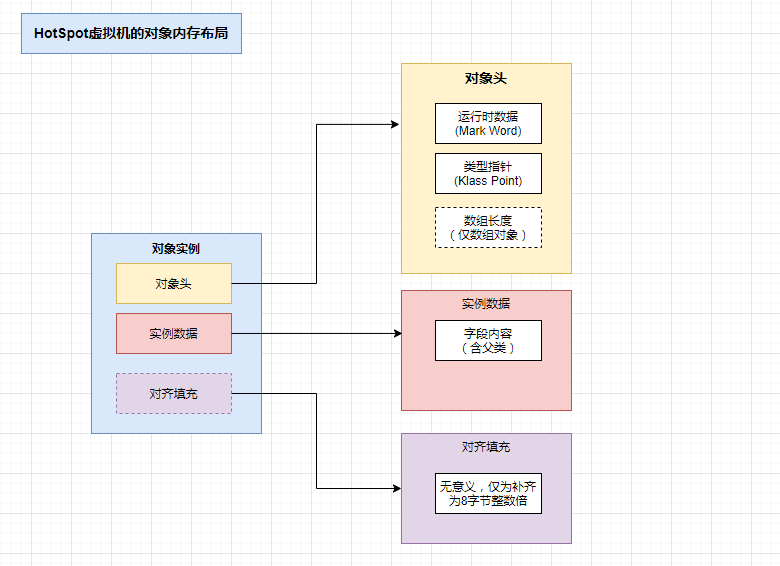 HotSpot虚拟机的对象内存布局
对象实例
对象头
实例数据
对齐填充
对象头
运行时数据
(Mark Word)
类型指针
(Klass Point)
数组长度
（仅数组对象）
实例数据
字段内容
（含父类）
对齐填充
无意义，仅为补齐
为8字节整数倍